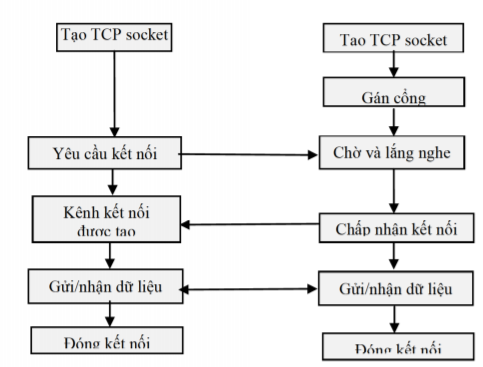 Tạo TCP socket
Yêu cầu kết nối
Kênh kết nối
được tạo
Gửi/nhận dữ liệu
Đóng kết nối
Tao TCP socket
Gán cổng
Chờ và lắng nghe
Chấp nhận kết nối
Gửi/nhận dữ liệu
Đóng kết nối